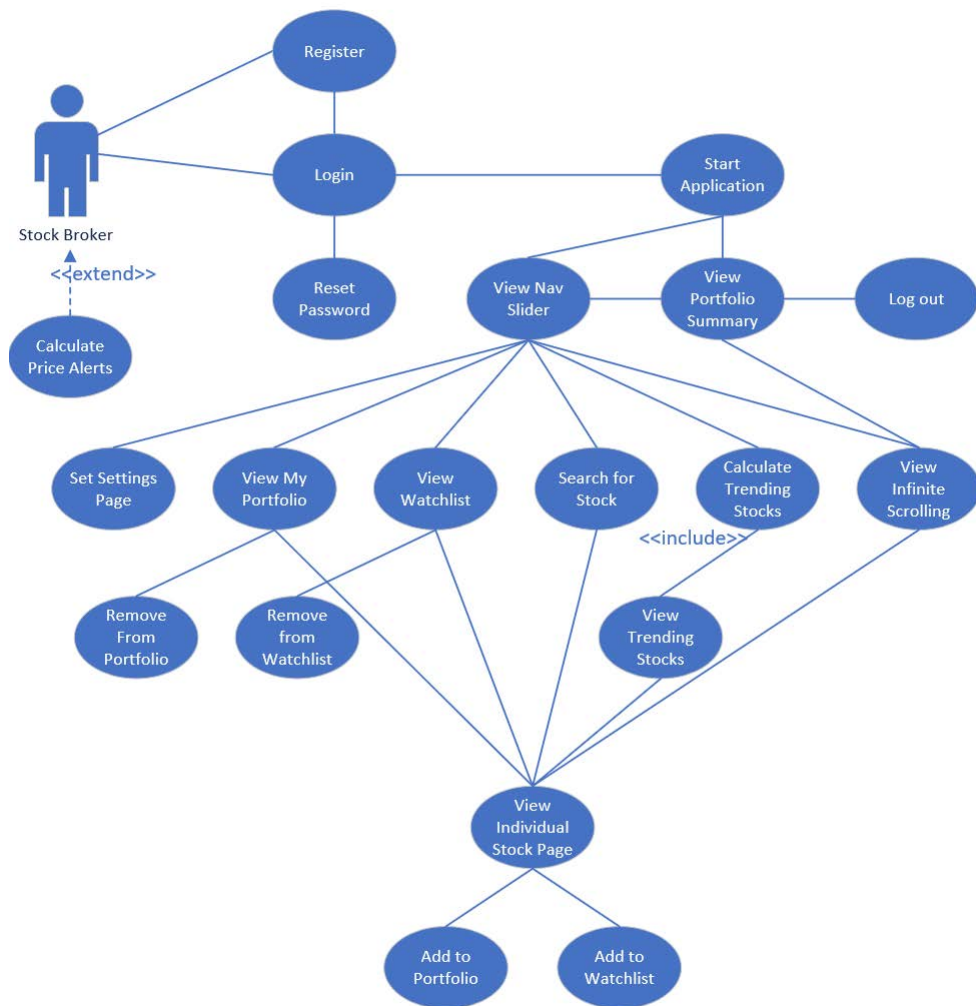 Register
Login
Start
Application
Stock Broker
<<extend>>
Reset
Password
View Nav
Slider
View
Portfolio
Summary
Log out
Calculate
Price Alerts
Set Settings
Page
View My
Portfolio
View
Watchlist
Search for
Stock
Calculate
Trending
Stocks
View
Infinite
Scrolling
<<include>>
Remove
From
Portfolio
Remove
from
Watchlist
View
Trending
Stocks
View
Individual
Stock Page
Add to
Portfolio
Add to
Watchlist